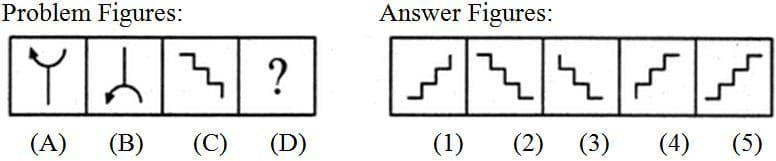 Problem Figures: Answer Figures:
?
(A) (B) (C) (D) (1) (2) (3) (4) (5)